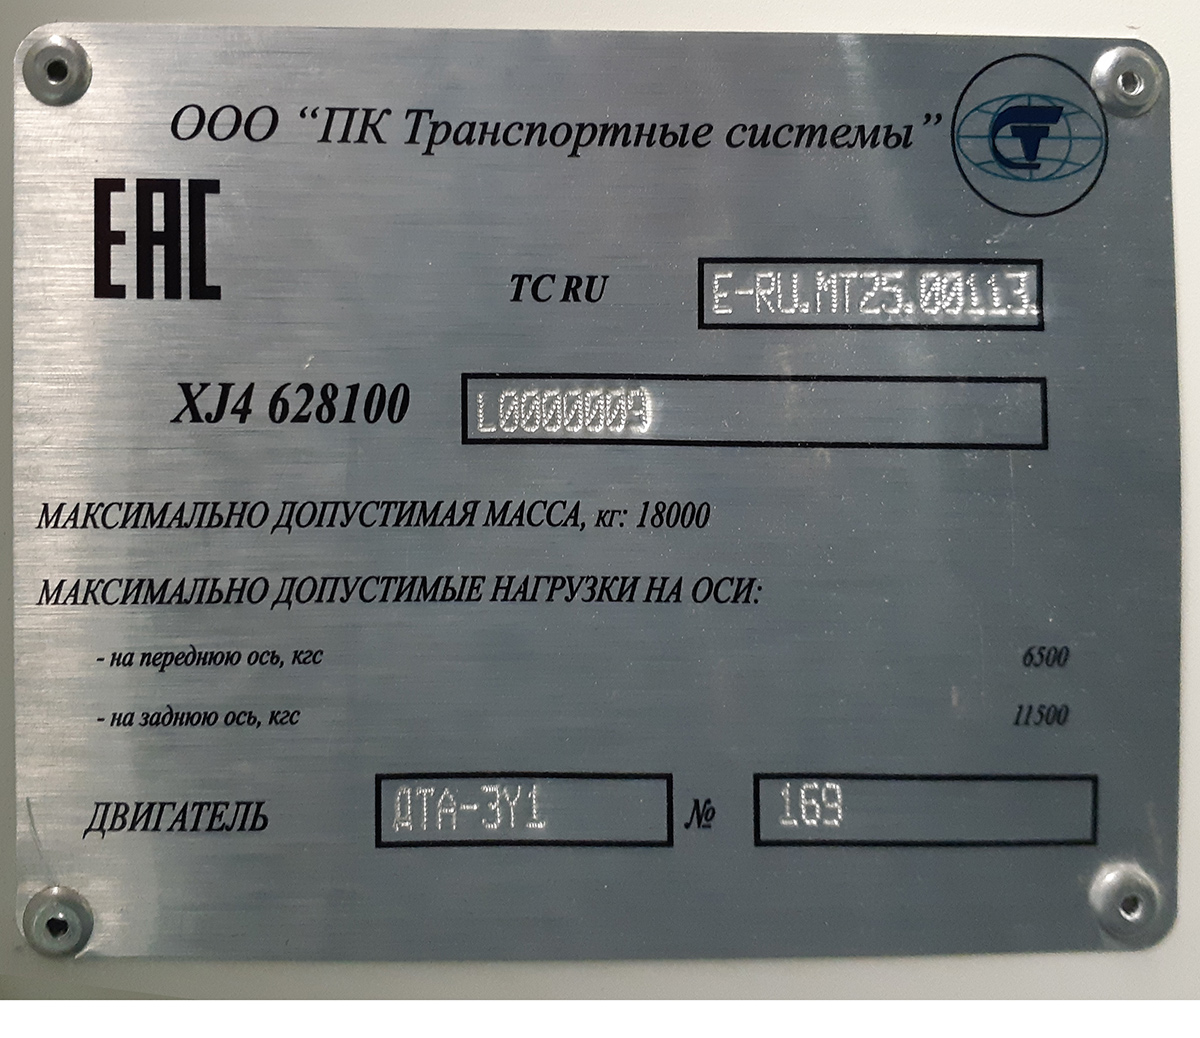 ООО “ПК Транспортные системы”
ЕАС
ТС RU E-RU.MT25.00113.
XJ4 628100 L0000009
МАКСИМАЛЬНО ДОПУСТИМАЯ МАССА, кг: 18000
МАКСИМАЛЬНО ДОПУСТИМЫЕ НАГРУЗКИ НА ОСИ:
- на переднюю ось, кгс 6500
- на заднюю ось, кгс 11500
ДВИГАТЕЛЬ ДТА-3У1 № 169